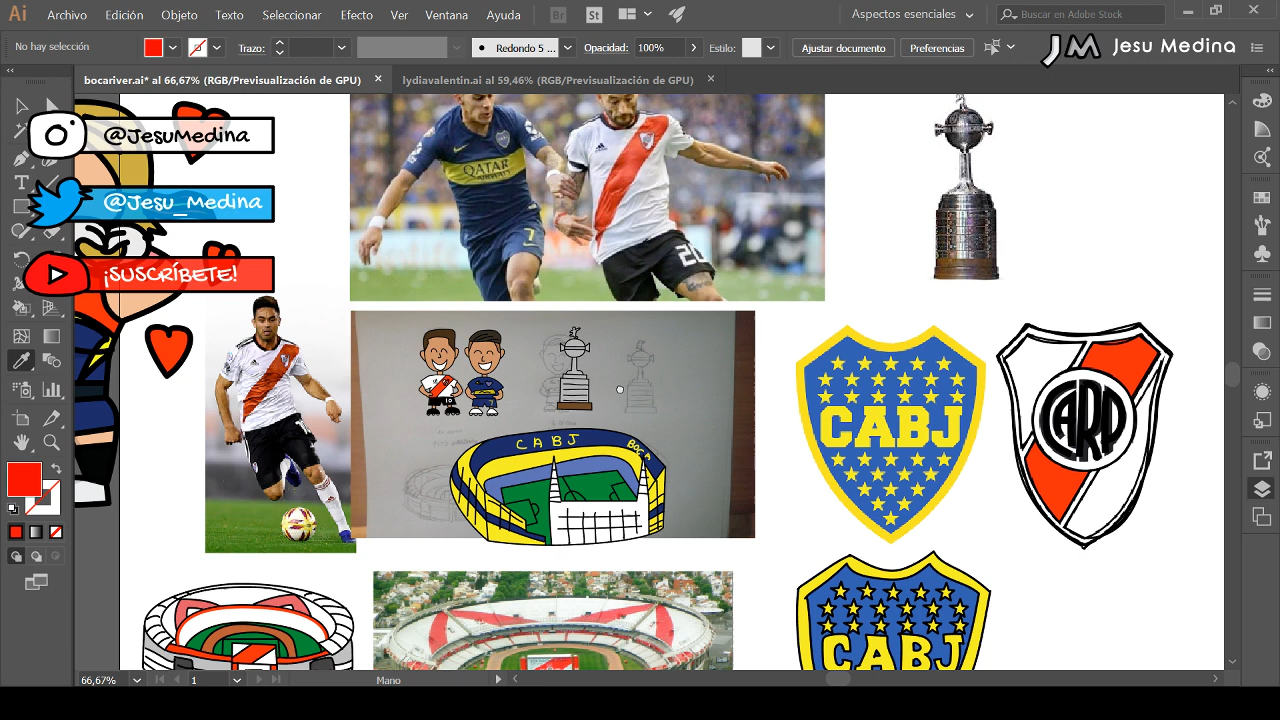 Ai Archivo Edición Objeto Texto Seleccionar Efecto Ver Ventana Ayuda Br St Aspectos esenciales Buscar en Adobe Stock
No hay selección Trazo: Redondo 5 ... Opacidad: 100% Estilo: Ajustar documento Preferencias JM Jesu Medina
bocariver.ai* al 66,67% (RGB/Previsualización de GPU) × lydiavalentin.ai al 59,46% (RGB/Previsualización de GPU) ×
@JesuMedina
@Jesu_Medina
¡SUSCRÍBETE!
QATAR
AIRWAYS
7
CABJ
BOCA
CABJ
CARP
CABJ
66,67% 1 Mano